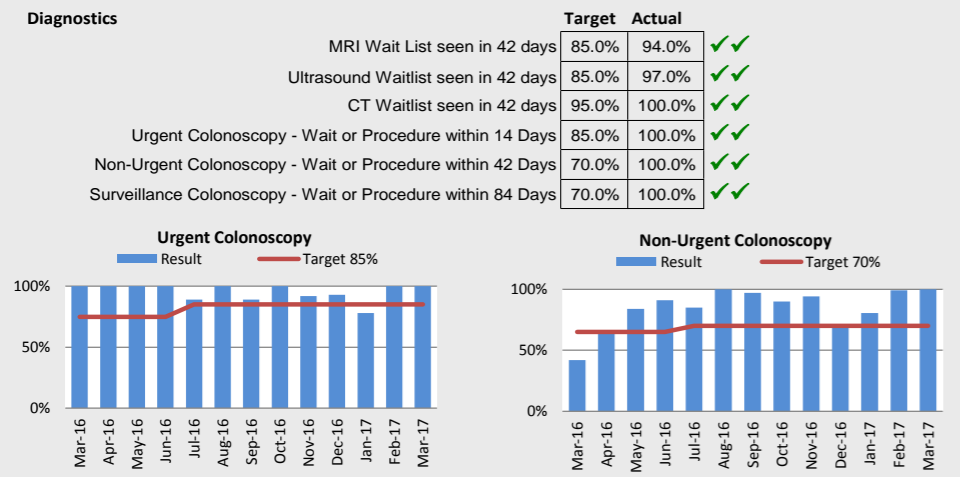 Diagnostics Target Actual
MRI Wait List seen in 42 days 85.0% 94.0% ✓✓
Ultrasound Waitlist seen in 42 days 85.0% 97.0% ✓✓
CT Waitlist seen in 42 days 95.0% 100.0% ✓✓
Urgent Colonoscopy - Wait or Procedure within 14 Days 85.0% 100.0% ✓✓
Non-Urgent Colonoscopy - Wait or Procedure within 42 Days 70.0% 100.0% ✓✓
Surveillance Colonoscopy - Wait or Procedure within 84 Days 70.0% 100.0% ✓✓
Urgent Colonoscopy
Result Target 85%
100%
50%
0%
Mar-16 Apr-16 May-16 Jun-16 Jul-16 Aug-16 Sep-16 Oct-16 Nov-16 Dec-16 Jan-17 Feb-17 Mar-17
Non-Urgent Colonoscopy
Result Target 70%
100%
50%
0%
Mar-16 Apr-16 May-16 Jun-16 Jul-16 Aug-16 Sep-16 Oct-16 Nov-16 Dec-16 Jan-17 Feb-17 Mar-17